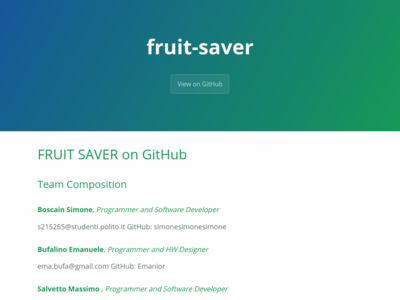 fruit-saver
View on GitHub
FRUIT SAVER on GitHub
Team Composition
Boscain Simone, Programmer and Software Developer
s215265@studenti.polito.it GitHub: simonesimonesimone
Bufalino Emanuele, Programmer and HW Designer
ema.bufa@gmail.com GitHub: Emanior
Salvetto Massimo , Programmer and Software Developer